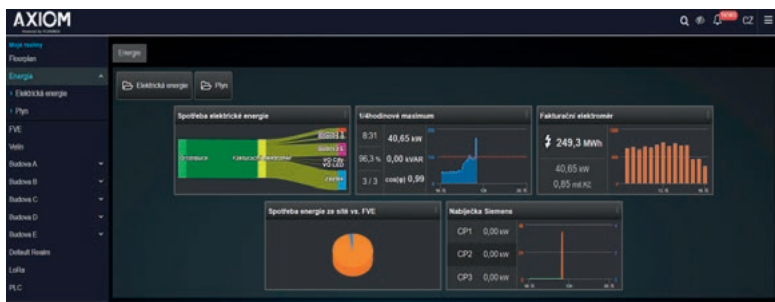 AXIOM
CZ
Moje realmy
Floorplan
Energie
Elektrická energie
Plyn
FVE
Velín
Budova A
Budova B
Budova C
Budova D
Budova E
Default Realm
LoRa
PLC
Energie
Elektrická energie
Plyn
Spotřeba elektrické energie
Fakturační elektroměr
1/4hodinové maximum
8:31
40,65 kW
96,3 %
0,00 kVAR
3 / 3
cos(φ) 0,99
Fakturační elektroměr
249,3 MWh
40,65 kW
0,85 mil.Kč
Spotřeba energie ze sítě vs. FVE
Nabíječka Siemens
CP1 0,00 kW
CP2 0,00 kW
CP3 0,00 kW